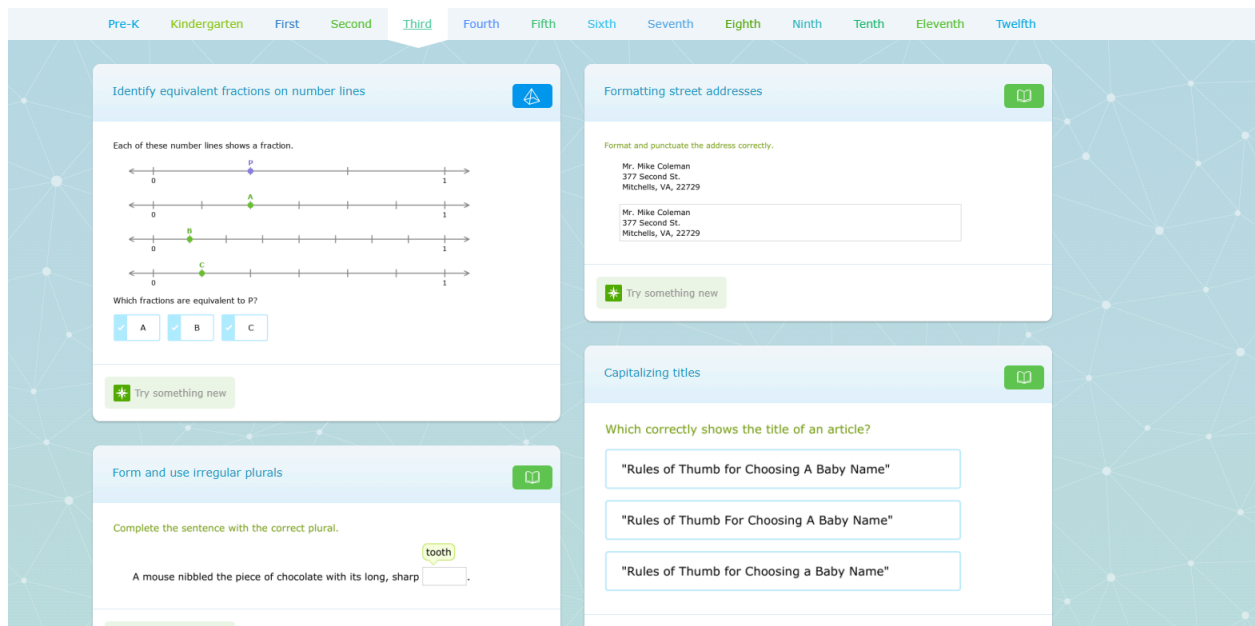 Pre-K Kindergarten First Second Third Fourth Fifth Sixth Seventh Eighth Ninth Tenth Eleventh Twelfth
Identify equivalent fractions on number lines
Each of these number lines shows a fraction.
P
0 1
A
0 1
B
0 1
C
0 1
Which fractions are equivalent to P?
A B C
Try something new
Form and use irregular plurals
Complete the sentence with the correct plural.
tooth
A mouse nibbled the piece of chocolate with its long, sharp .
Formatting street addresses
Format and punctuate the address correctly.
Mr. Mike Coleman
377 Second St.
Mitchells, VA, 22729
Mr. Mike Coleman
377 Second St.
Mitchells, VA, 22729
Try something new
Capitalizing titles
Which correctly shows the title of an article?
"Rules of Thumb for Choosing A Baby Name"
"Rules of Thumb For Choosing A Baby Name"
"Rules of Thumb for Choosing a Baby Name"